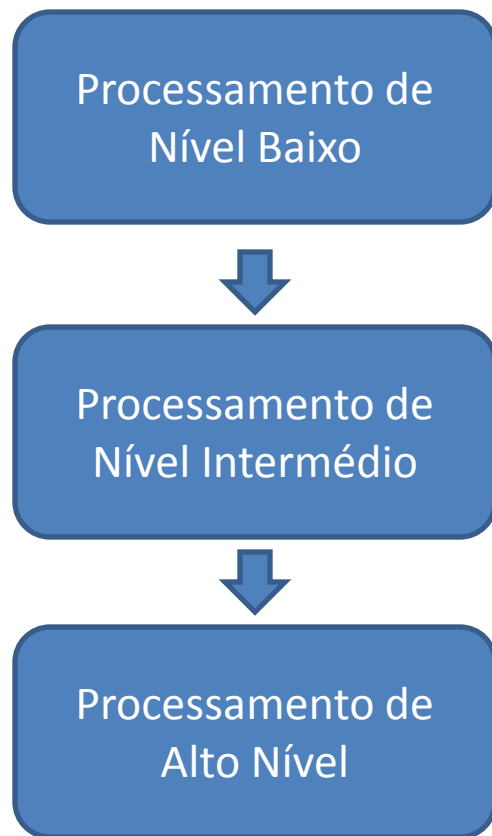 Processamento de
Nível Baixo
Processamento de
Nível Intermédio
Processamento de
Alto Nível